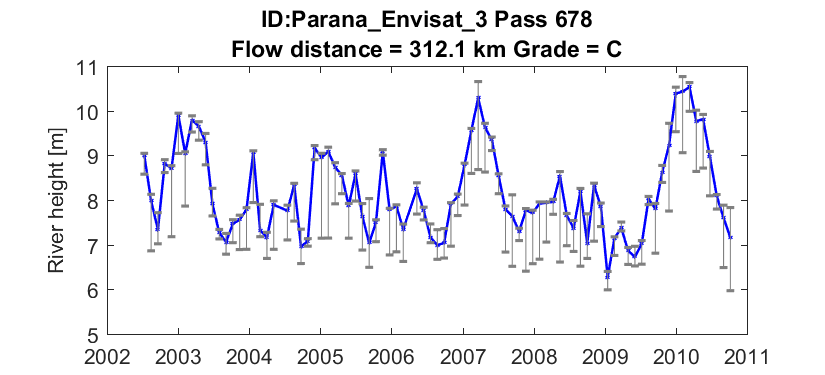 ID:Parana_Envisat_3 Pass 678
Flow distance = 312.1 km Grade = C
River height [m]
11
10
9
8
7
6
5
2002 2003 2004 2005 2006 2007 2008 2009 2010 2011